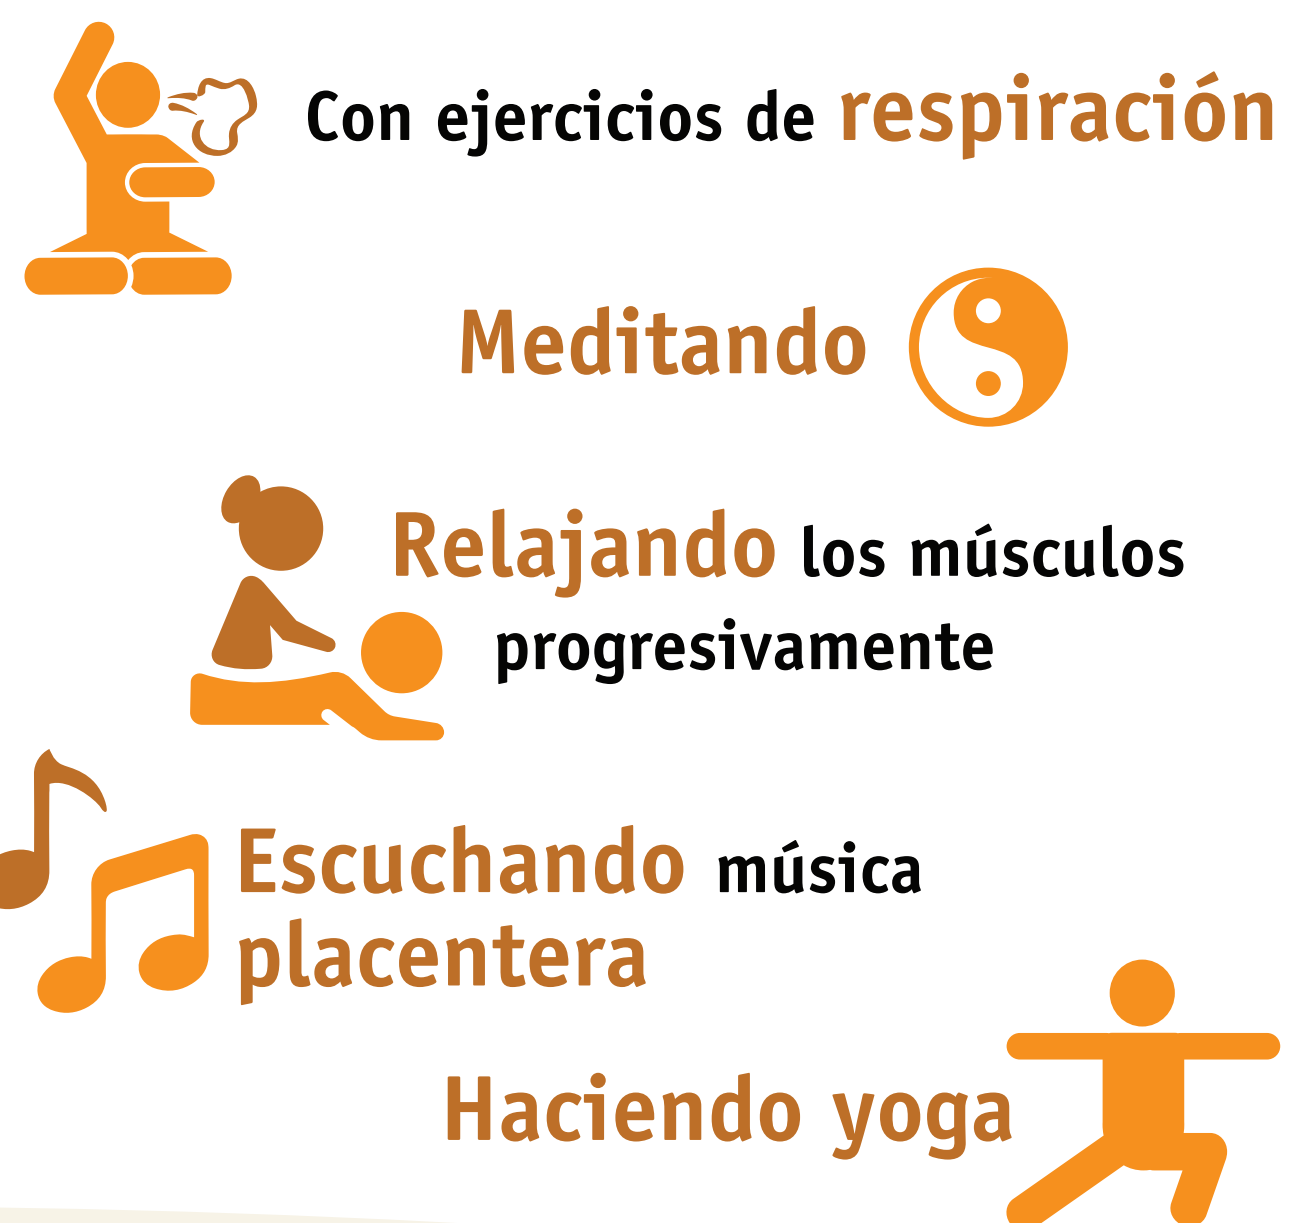 Con ejercicios de respiración
Meditando
Relajando los músculos
progresivamente
Escuchando música
placentera
Haciendo yoga